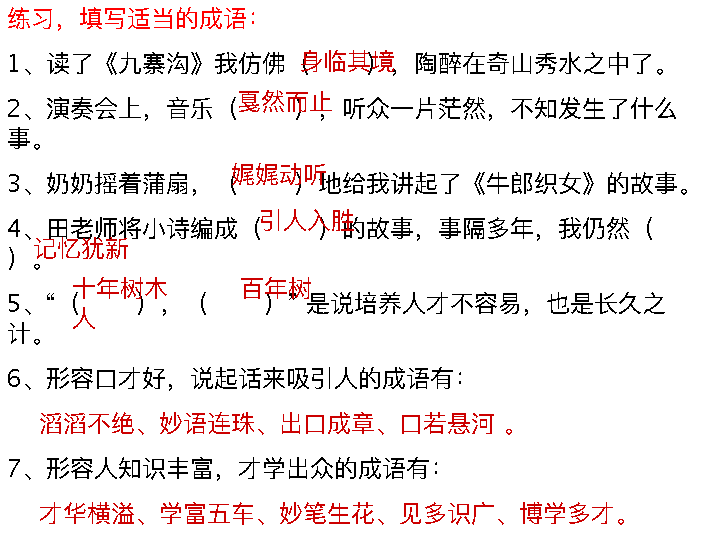 练习，填写适当的成语：
1、读了《九寨沟》我仿佛（身临其境），陶醉在奇山秀水之中了。
2、演奏会上，音乐（戛然而止），听众一片茫然，不知发生了什么
事。
3、奶奶摇着蒲扇，（娓娓动听）地给我讲起了《牛郎织女》的故事。
4、田老师将小诗编成（引人入胜）的故事，事隔多年，我仍然（
记忆犹新）。
5、“（十年树木），（百年树人）”是说培养人才不容易，也是长久之
计。
6、形容口才好，说起话来吸引人的成语有：
滔滔不绝、妙语连珠、出口成章、口若悬河 。
7、形容人知识丰富，才学出众的成语有：
才华横溢、学富五车、妙笔生花、见多识广、博学多才。